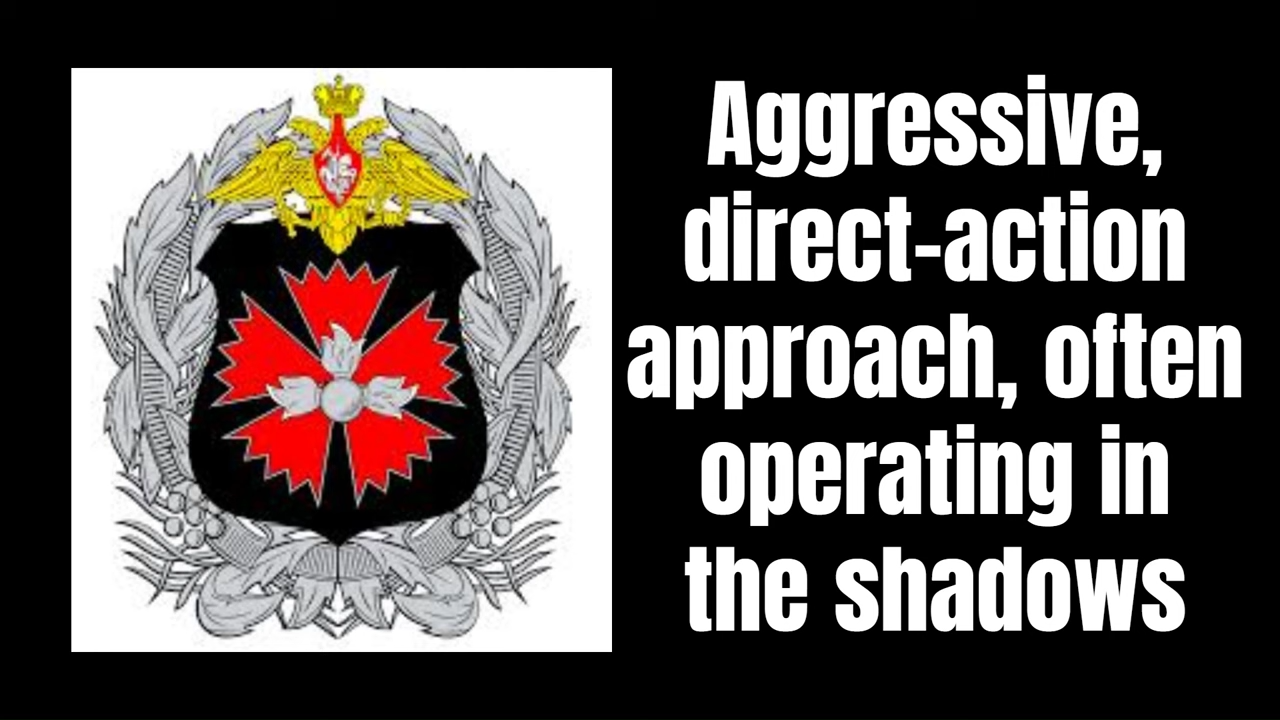 Aggressive,
direct-action
approach, often
operating in
the shadows